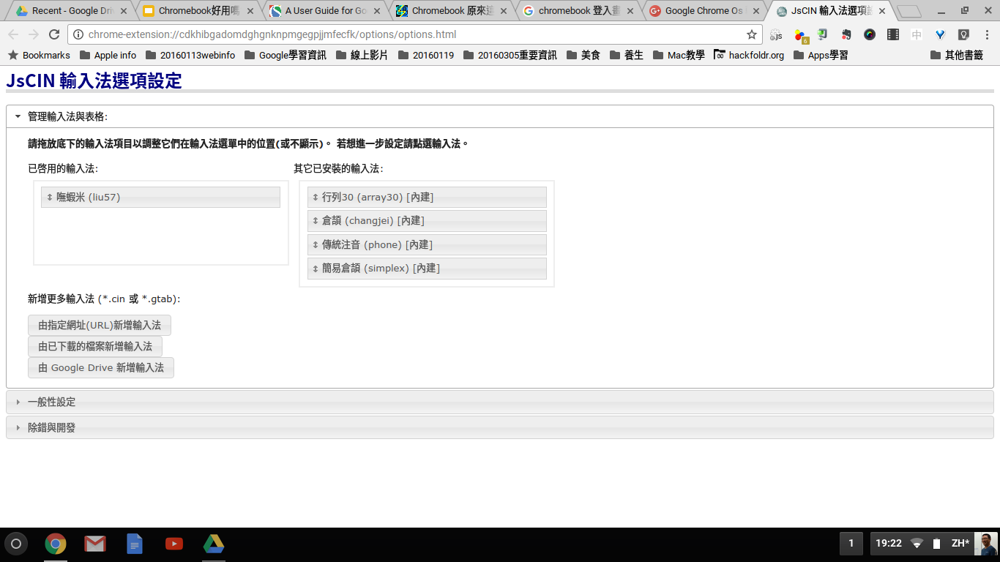 Recent - Google Driv
Chromebook好用嗎
A User Guide for Go
Chromebook 原來這
chromebook 登入畫
Google Chrome Os
JsCIN 輸入法選項設
chrome-extension://cdkhibgadomdghgnknpmgegpjjmfecfk/options/options.html
.js
6
中
Bookmarks
Apple info
20160113webinfo
Google學習資訊
線上影片
20160119
20160305重要資訊
美食
養生
Mac教學
hackfoldr.org
Apps學習
其他書籤
JsCIN 輸入法選項設定
管理輸入法與表格:
請拖放底下的輸入法項目以調整它們在輸入法選單中的位置(或不顯示)。 若想進一步設定請點選輸入法。
已啓用的輸入法:
其它已安裝的輸入法:
嘸蝦米 (liu57)
行列30 (array30) [內建]
倉頡 (changjei) [內建]
傳統注音 (phone) [內建]
簡易倉頡 (simplex) [內建]
新增更多輸入法 (*.cin 或 *.gtab):
由指定網址(URL)新增輸入法
由已下載的檔案新增輸入法
由 Google Drive 新增輸入法
一般性設定
除錯與開發
1
19:22
ZH*